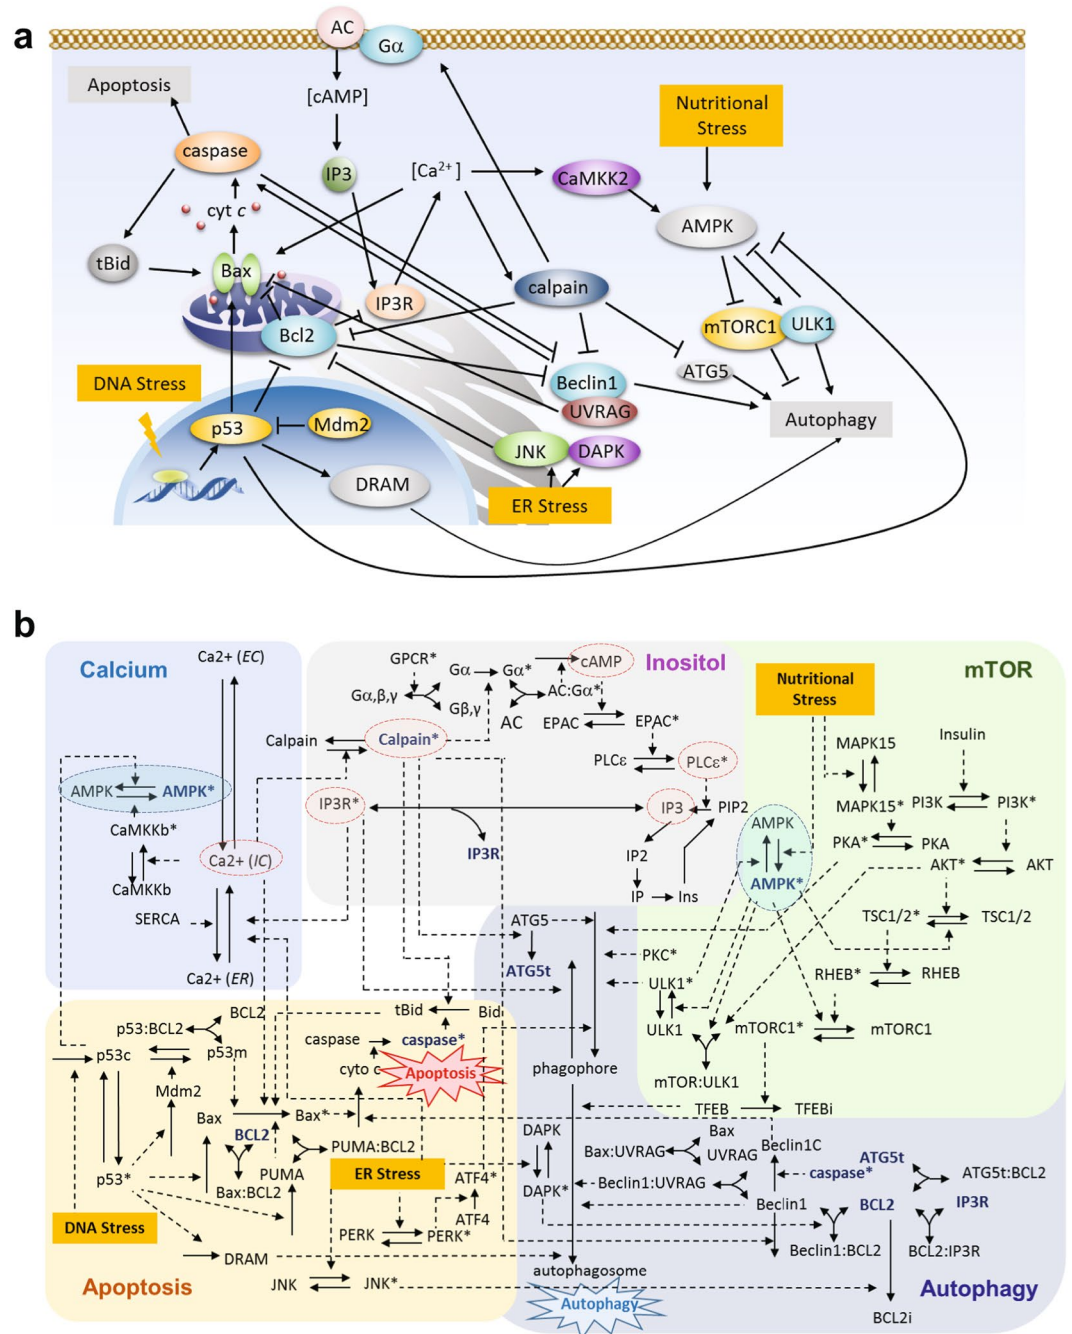 a
AC
Gα
Apoptosis
[cAMP]
Nutritional
Stress
caspase
IP3
[Ca2+]
CaMKK2
cyt c
AMPK
tBid
Bax
IP3R
calpain
Bcl2
mTORC1
ULK1
ATG5
DNA Stress
Beclin1
UVRAG
Autophagy
p53
Mdm2
JNK
DAPK
DRAM
ER Stress
b
Calcium
Ca2+ (EC)
AMPK
AMPK*
CaMKKb*
CaMKKb
Ca2+ (IC)
SERCA
Ca2+ (ER)
Inositol
GPCR*
Gα
Gα*
cAMP
Gα,β,γ
Gβ,γ
AC:Gα*
AC
EPAC
EPAC*
Calpain
Calpain*
PLCε
PLCε*
IP3R*
IP3
PIP2
IP3R
IP2
IP
Ins
mTOR
Nutritional
Stress
MAPK15
Insulin
MAPK15*
PI3K
PI3K*
AMPK
PKA*
PKA
AMPK*
AKT*
AKT
TSC1/2*
TSC1/2
RHEB*
RHEB
ULK1*
ULK1
mTORC1*
mTORC1
mTOR:ULK1
TFEB
TFEBi
ATG5
ATG5t
PKC*
phagophore
p53:BCL2
BCL2
p53c
p53m
Mdm2
tBid
Bid
caspase
caspase*
cyto c
Apoptosis
Bax
Bax*
BCL2
PUMA:BCL2
PUMA
Bax:BCL2
p53*
ER Stress
ATF4*
ATF4
DNA Stress
PERK
PERK*
DRAM
JNK
JNK*
Apoptosis
DAPK
DAPK*
Bax
Bax:UVRAG
UVRAG
Beclin1C
Beclin1:UVRAG
caspase*
ATG5t
ATG5t:BCL2
Beclin1
BCL2
IP3R
Beclin1:BCL2
BCL2:IP3R
autophagosome
Autophagy
BCL2i
Autophagy